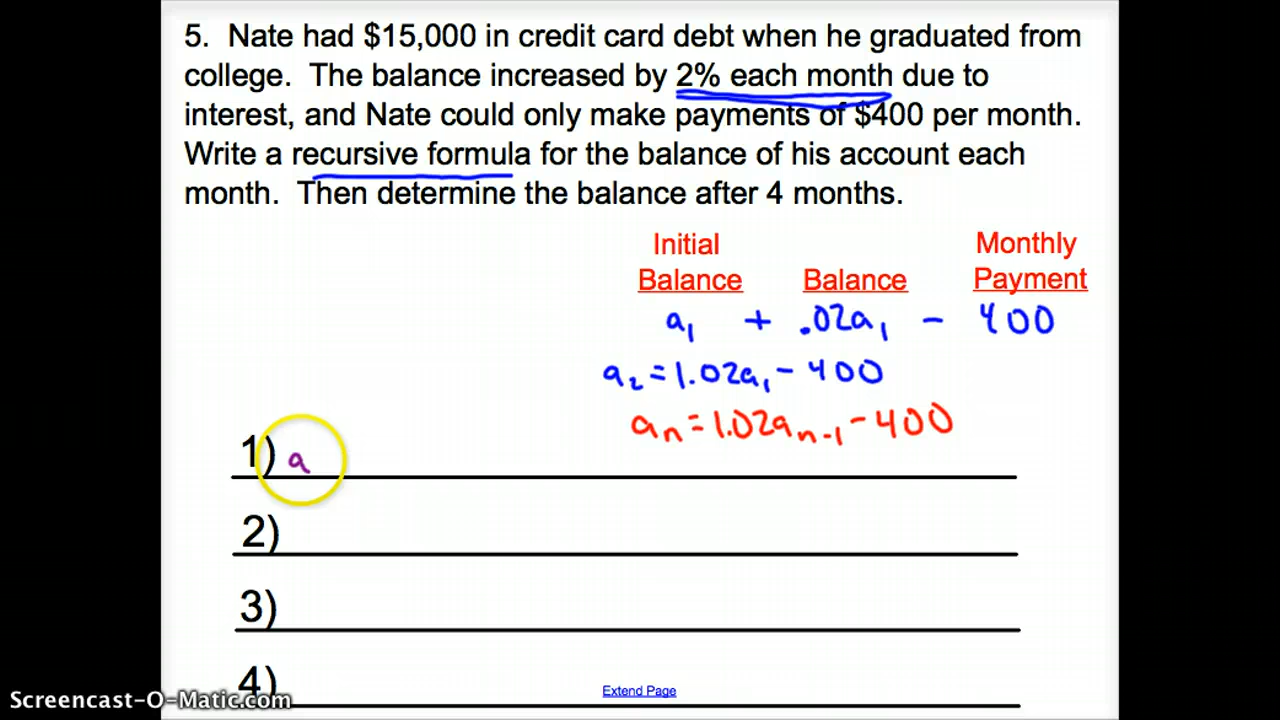 5. Nate had $15,000 in credit card debt when he graduated from
college. The balance increased by 2% each month due to
interest, and Nate could only make payments of $400 per month.
Write a recursive formula for the balance of his account each
month. Then determine the balance after 4 months.
Initial Balance Balance Monthly Payment
a₁ + .02a₁ - 400
a₂ = 1.02a₁ - 400
aₙ = 1.02aₙ₋₁ - 400
1) a
2)
3)
4)
Extend Page
Screencast-O-Matic.com